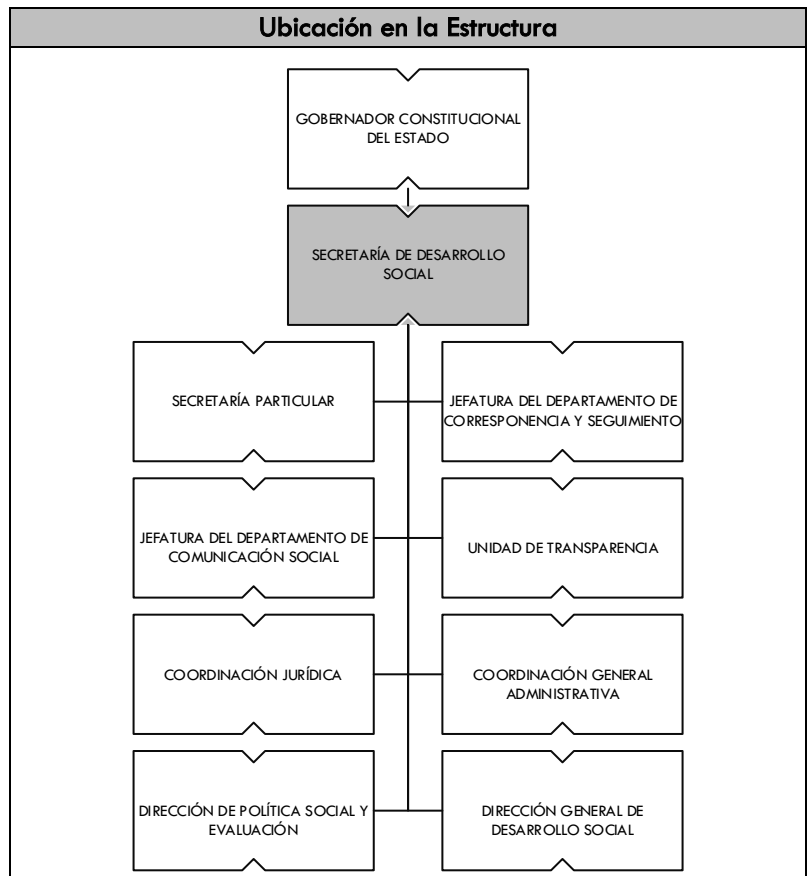 Ubicación en la Estructura
GOBERNADOR CONSTITUCIONAL
DEL ESTADO
SECRETARÍA DE DESARROLLO
SOCIAL
SECRETARÍA PARTICULAR
JEFATURA DEL DEPARTAMENTO DE
CORRESPONENCIA Y SEGUIMIENTO
JEFATURA DEL DEPARTAMENTO DE
COMUNICACIÓN SOCIAL
UNIDAD DE TRANSPARENCIA
COORDINACIÓN JURÍDICA
COORDINACIÓN GENERAL
ADMINISTRATIVA
DIRECCIÓN DE POLÍTICA SOCIAL Y
EVALUACIÓN
DIRECCIÓN GENERAL DE
DESARROLLO SOCIAL